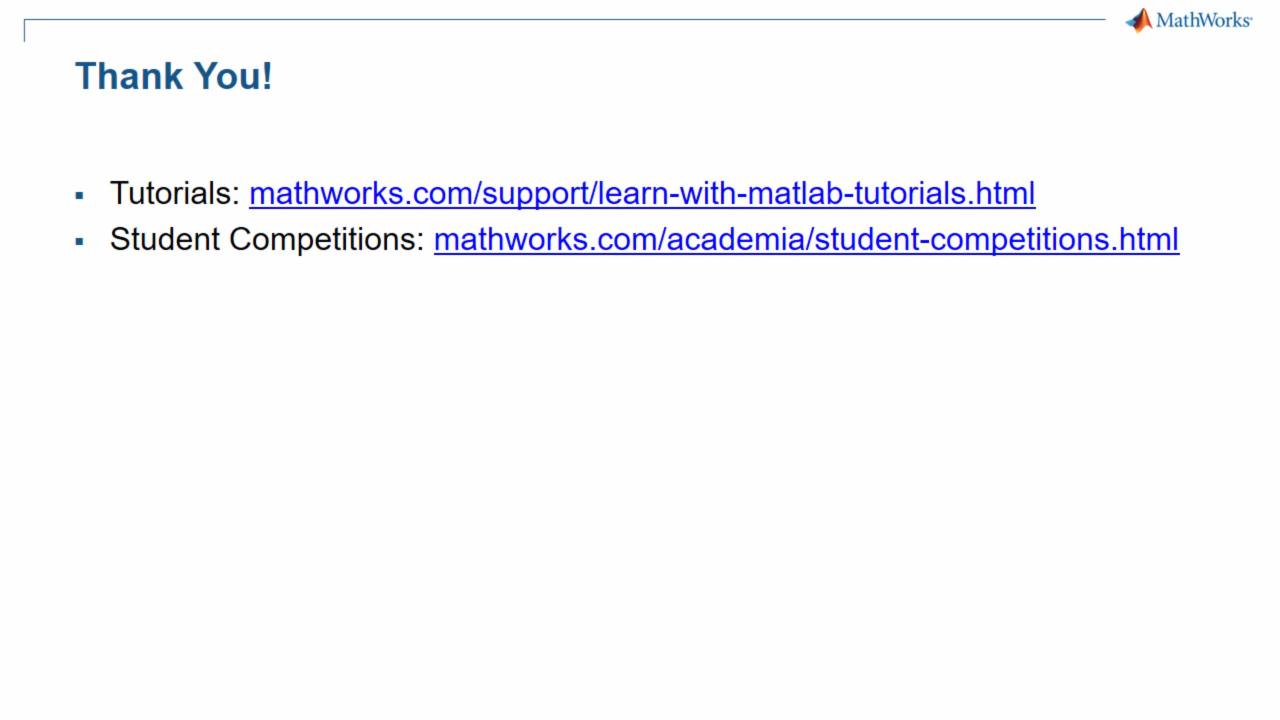 MathWorks®
Thank You!
▪ Tutorials: mathworks.com/support/learn-with-matlab-tutorials.html
▪ Student Competitions: mathworks.com/academia/student-competitions.html